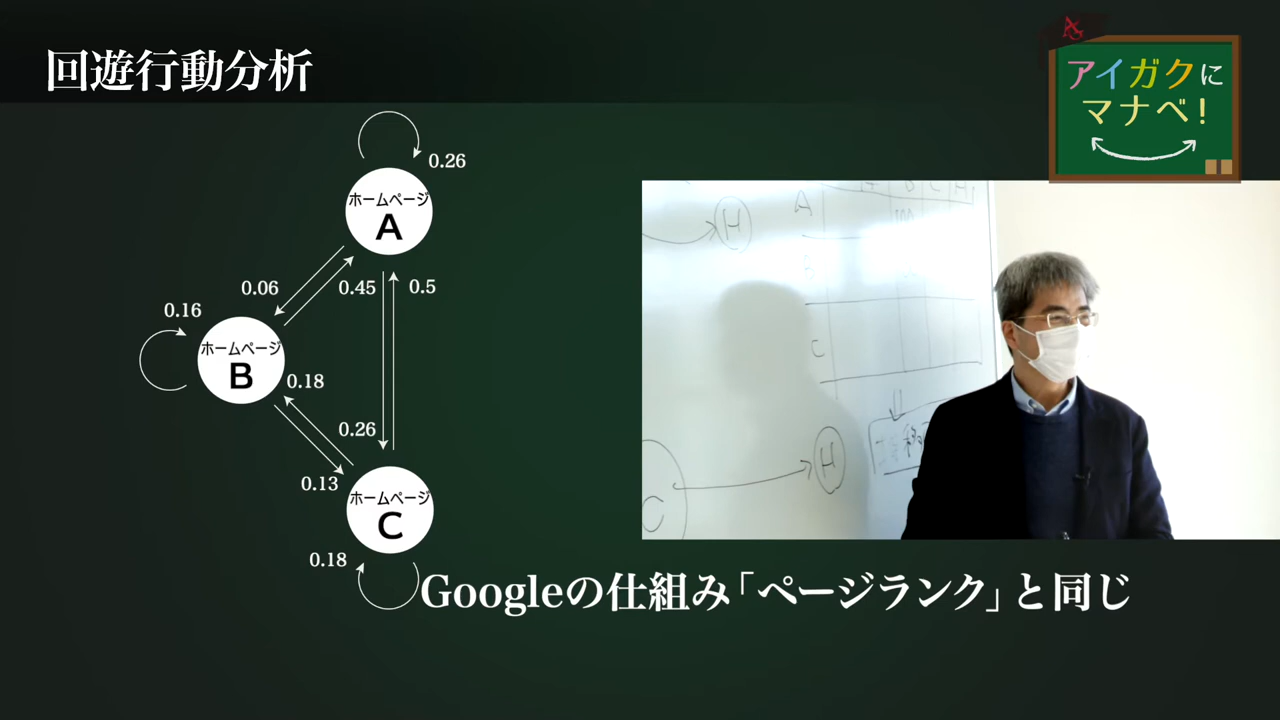 回遊行動分析
アイガクに
マナベ!
0.26
ホームページ
A
0.06
0.45
0.5
0.16
ホームページ
B
0.18
0.26
0.13
ホームページ
C
0.18
Googleの仕組み「ページランク」と同じ
H
A
A
B
C
H
B
C
H
C